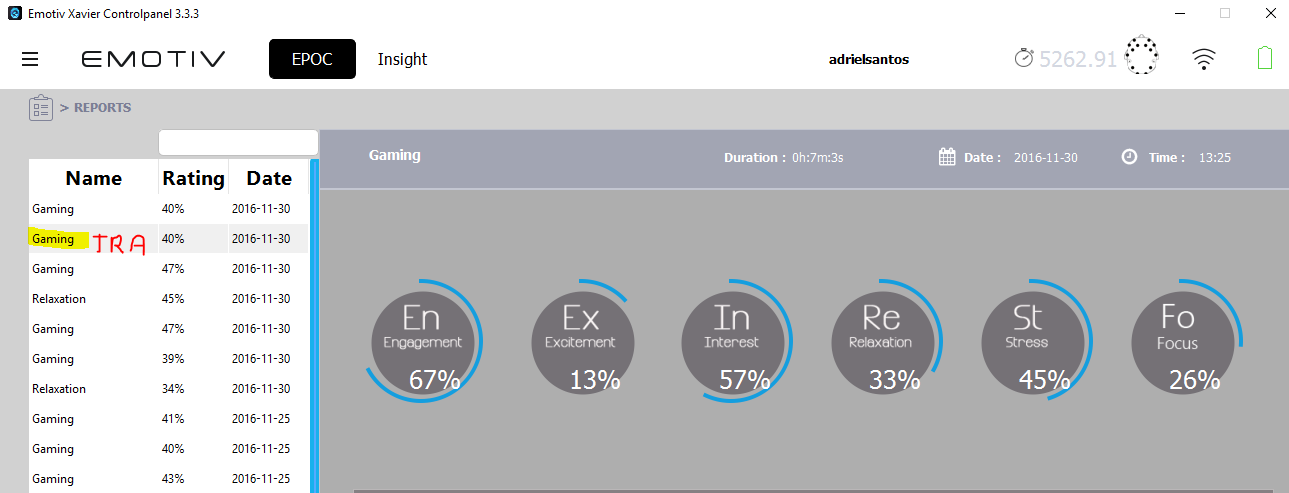 Emotiv Xavier Controlpanel 3.3.3
EMOTIV EPOC Insight adrielsantos 5262.91
> REPORTS
Gaming Duration : 0h:7m:3s Date : 2016-11-30 Time : 13:25
Name Rating Date
Gaming 40% 2016-11-30
Gaming JRA 40% 2016-11-30
Gaming 47% 2016-11-30
Relaxation 45% 2016-11-30
Gaming 47% 2016-11-30
Gaming 39% 2016-11-30
Relaxation 34% 2016-11-30
Gaming 41% 2016-11-25
Gaming 40% 2016-11-25
Gaming 43% 2016-11-25
En
Engagement
67%
Ex
Excitement
13%
In
Interest
57%
Re
Relaxation
33%
St
Stress
45%
Fo
Focus
26%